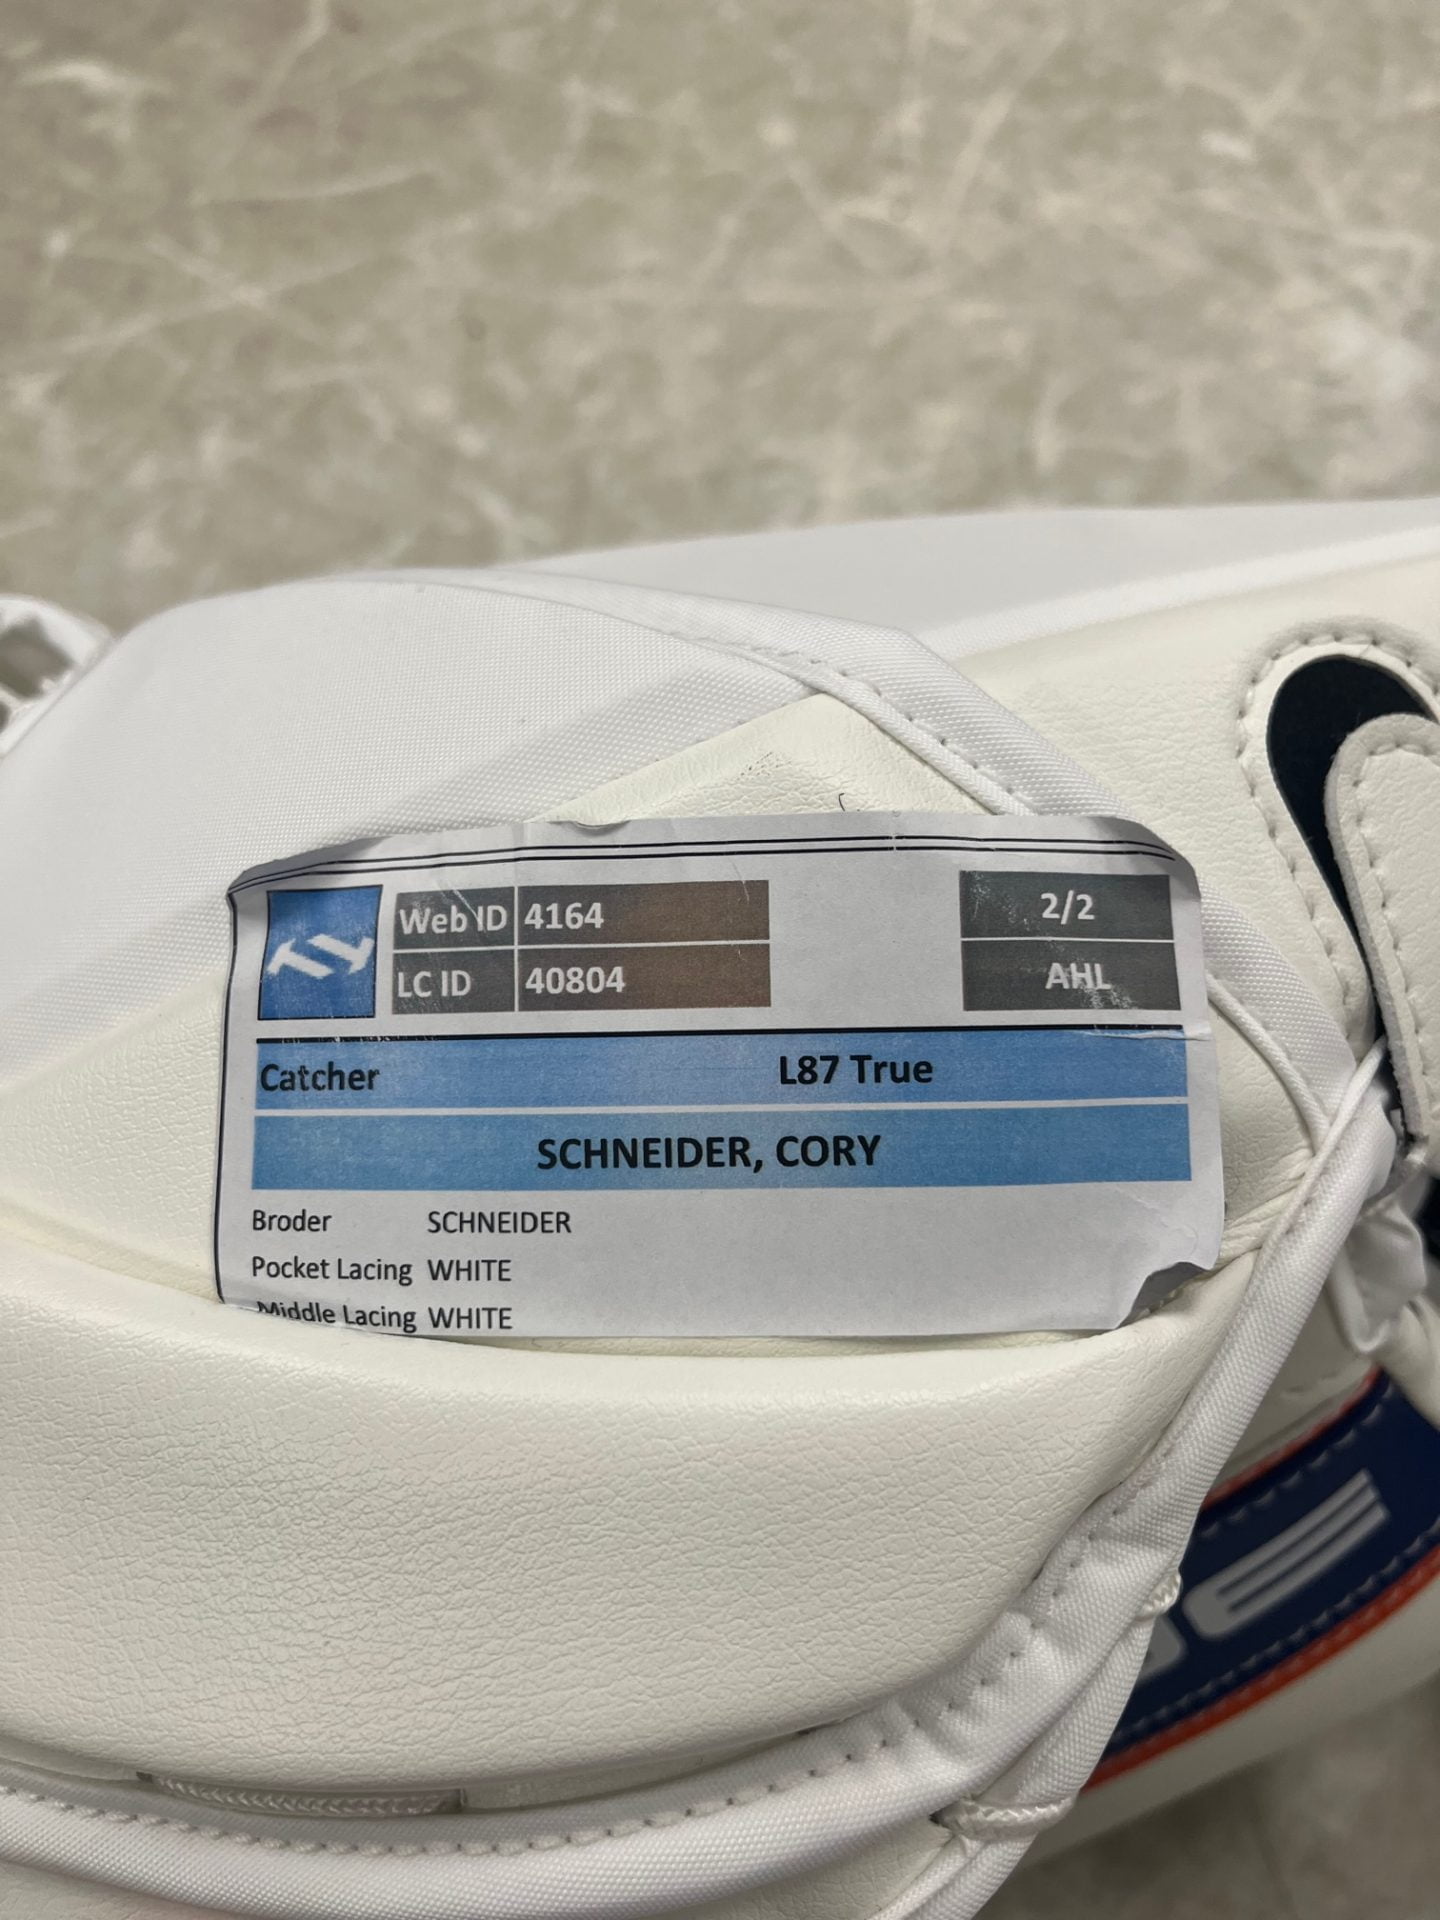 Web ID 4164 2/2
LC ID 40804 AHL
Catcher L87 True
SCHNEIDER, CORY
Broder SCHNEIDER
Pocket Lacing WHITE
Middle Lacing WHITE